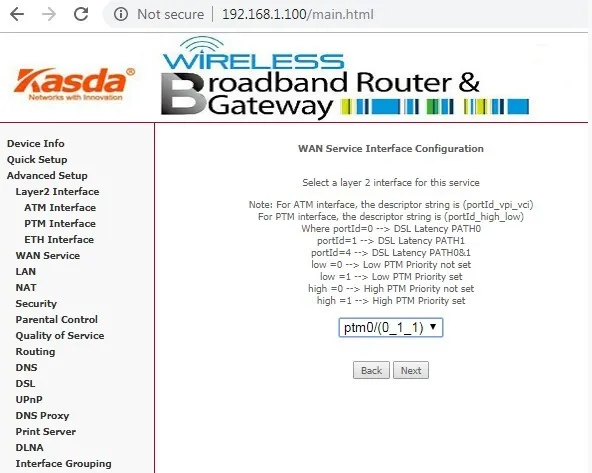 Not secure | 192.168.1.100/main.html
Kasda®
Networks with Innovation
WiRELESS
Broadband Router &
Gateway
Device Info
Quick Setup
Advanced Setup
Layer2 Interface
ATM Interface
PTM Interface
ETH Interface
WAN Service
LAN
NAT
Security
Parental Control
Quality of Service
Routing
DNS
DSL
UPnP
DNS Proxy
Print Server
DLNA
Interface Grouping
WAN Service Interface Configuration
Select a layer 2 interface for this service
Note: For ATM interface, the descriptor string is (portId_vpi_vci)
For PTM interface, the descriptor string is (portId_high_low)
Where portId=0 --> DSL Latency PATH0
portId=1 --> DSL Latency PATH1
portId=4 --> DSL Latency PATH0&1
low =0 --> Low PTM Priority not set
low =1 --> Low PTM Priority set
high =0 --> High PTM Priority not set
high =1 --> High PTM Priority set
ptm0/(0_1_1)
Back Next